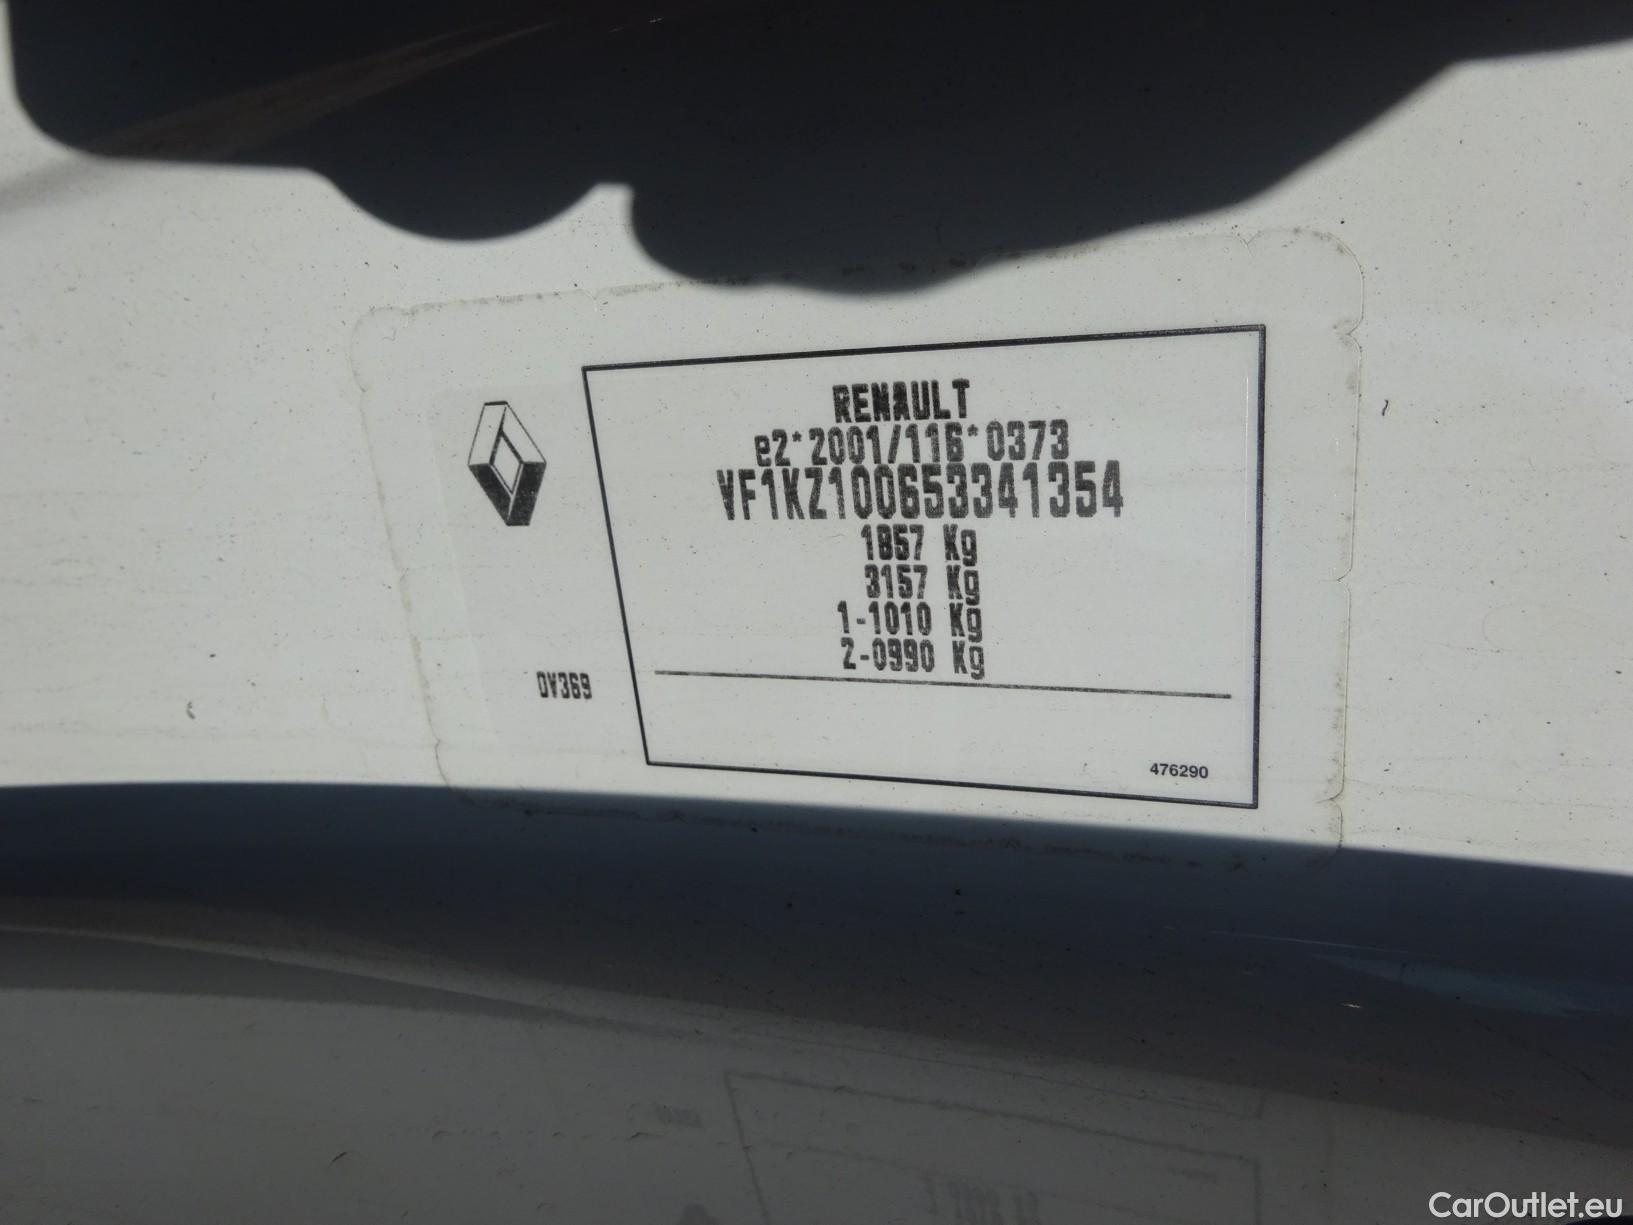 RENAULT
e2*2001/116*0373
VF1KZ100653341354
1857 Kg
3157 Kg
1-1010 Kg
2-0990 Kg
DV369
476290
CarOutlet.eu